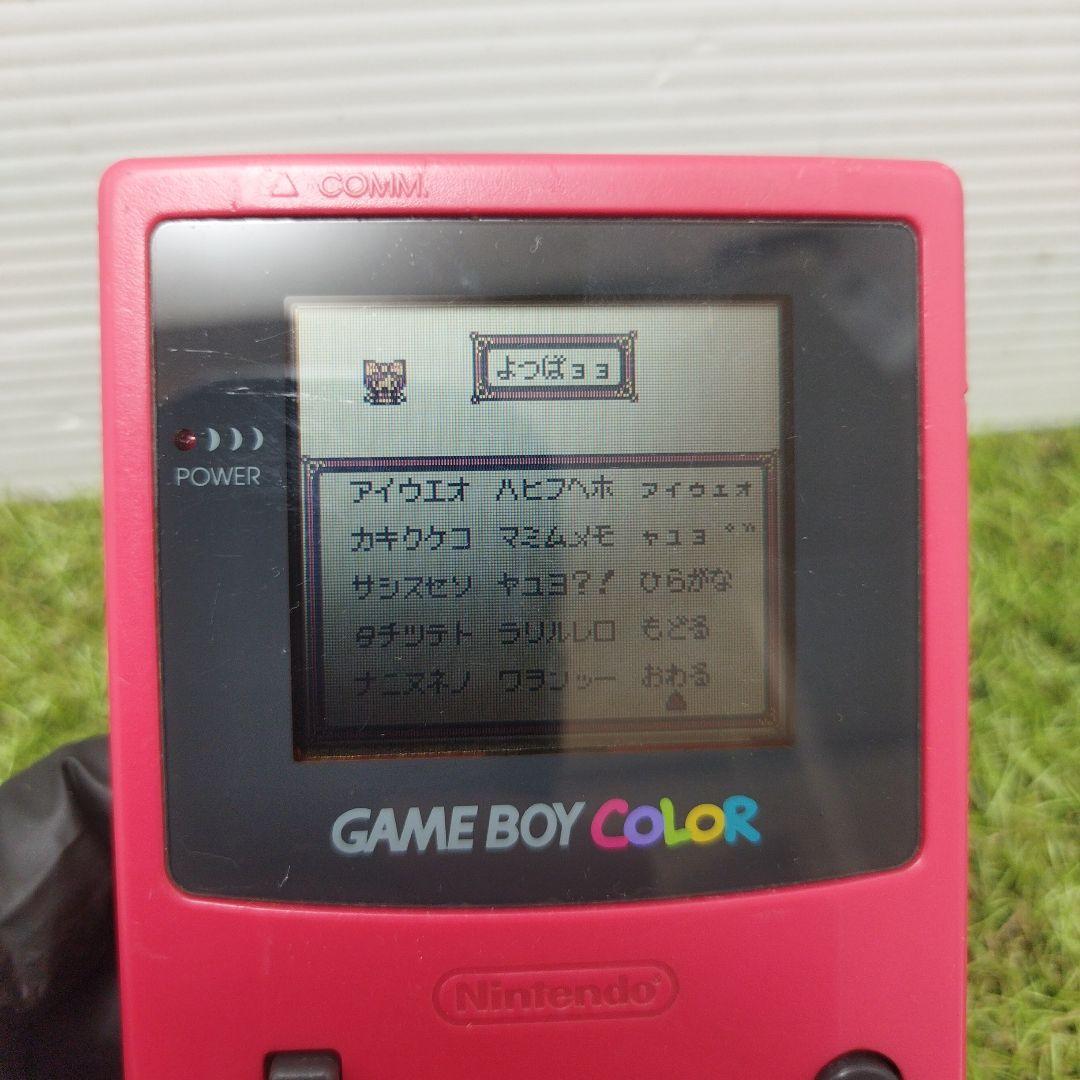 COMM.
よつばョョ
POWER
アイウエオ ハヒフヘホ ァィゥェォ
カキクケコ マミムメモ ャュョ゜゛
サシスセソ ヤユヨ?! ひらがな
タチツテト ラリルレロ もどる
ナニヌネノ ワヲンッー おわる
GAME BOY COLOR
Nintendo